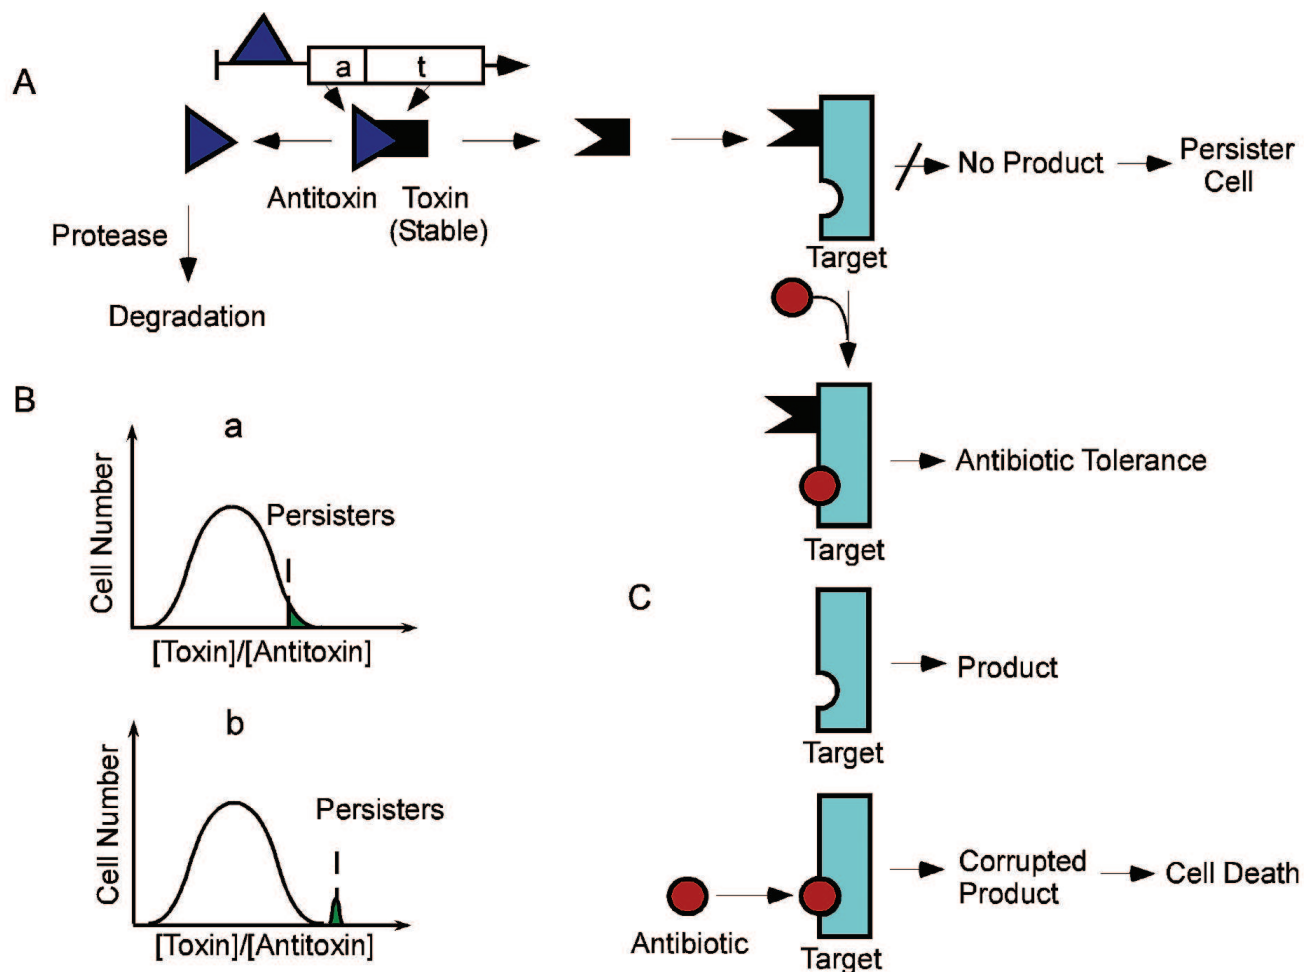 A
a
t
Antitoxin
Toxin
(Stable)
Protease
Degradation
Target
No Product
Persister
Cell
Target
Antibiotic Tolerance
B
a
Cell Number
Persisters
[Toxin]/[Antitoxin]
b
Cell Number
Persisters
[Toxin]/[Antitoxin]
C
Target
Product
Antibiotic
Target
Corrupted
Product
Cell Death